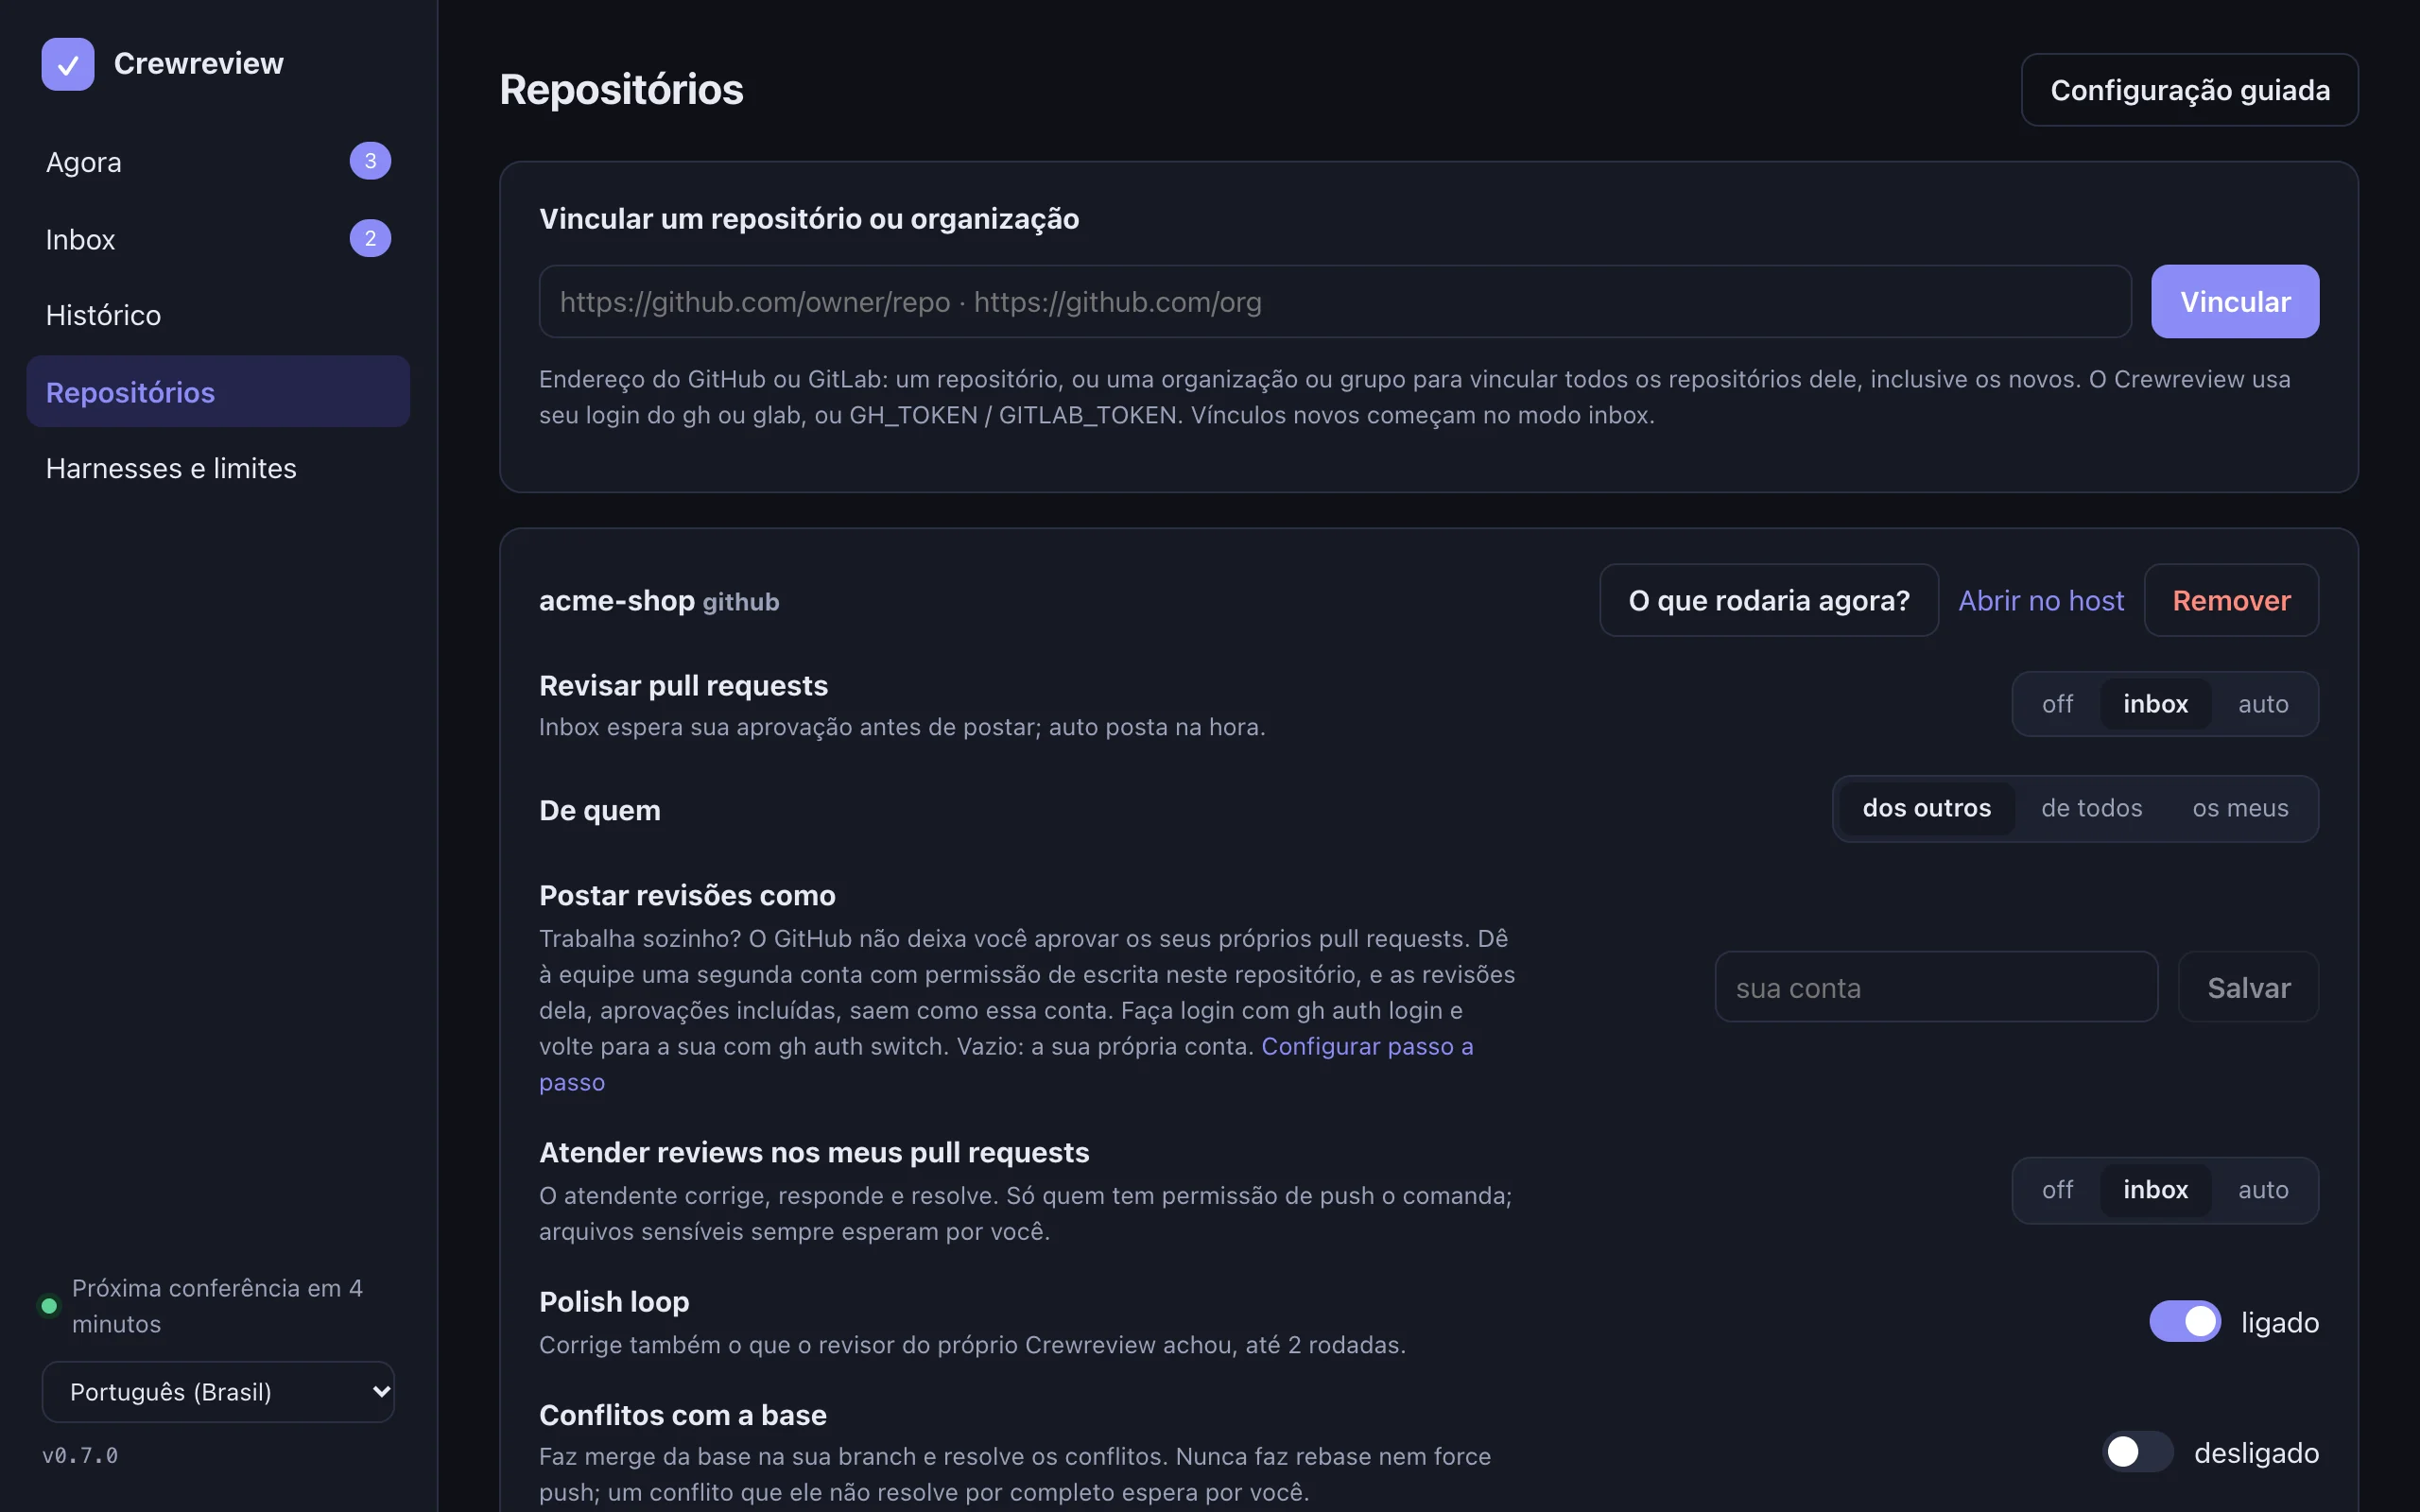 Crewreview
Agora 3
Inbox 2
Histórico
Repositórios
Harnesses e limites
Próxima conferência em 4
minutos
Português (Brasil)
v0.7.0
Repositórios
Configuração guiada
Vincular um repositório ou organização
https://github.com/owner/repo · https://github.com/org
Vincular
Endereço do GitHub ou GitLab: um repositório, ou uma organização ou grupo para vincular todos os repositórios dele, inclusive os novos. O Crewreview usa
seu login do gh ou glab, ou GH_TOKEN / GITLAB_TOKEN. Vínculos novos começam no modo inbox.
acme-shop github
O que rodaria agora?
Abrir no host
Remover
Revisar pull requests
Inbox espera sua aprovação antes de postar; auto posta na hora.
off inbox auto
De quem
dos outros de todos os meus
Postar revisões como
Trabalha sozinho? O GitHub não deixa você aprovar os seus próprios pull requests. Dê
à equipe uma segunda conta com permissão de escrita neste repositório, e as revisões
dela, aprovações incluídas, saem como essa conta. Faça login com gh auth login e
volte para a sua com gh auth switch. Vazio: a sua própria conta. Configurar passo a
passo
sua conta
Salvar
Atender reviews nos meus pull requests
O atendente corrige, responde e resolve. Só quem tem permissão de push o comanda;
arquivos sensíveis sempre esperam por você.
off inbox auto
Polish loop
Corrige também o que o revisor do próprio Crewreview achou, até 2 rodadas.
ligado
Conflitos com a base
Faz merge da base na sua branch e resolve os conflitos. Nunca faz rebase nem force
push; um conflito que ele não resolve por completo espera por você.
desligado